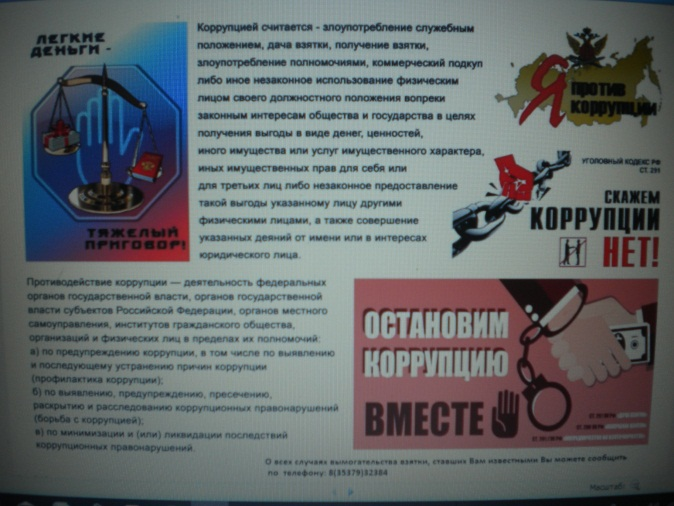 ЛЕГКИЕ
ДЕНЬГИ -
ТЯЖЕЛЫЙ
ПРИГОВОР!
Коррупцией считается - злоупотребление служебным
положением, дача взятки, получение взятки,
злоупотребление полномочиями, коммерческий подкуп
либо иное незаконное использование физическим
лицом своего должностного положения вопреки
законным интересам общества и государства в целях
получения выгоды в виде денег, ценностей,
иного имущества или услуг имущественного характера,
иных имущественных прав для себя или
для третьих лиц либо незаконное предоставление
такой выгоды указанному лицу другими
физическими лицами, а также совершение
указанных деяний от имени или в интересах
юридического лица.
Я против
коррупции
УГОЛОВНЫЙ КОДЕКС РФ
СТ. 291
СКАЖЕМ
КОРРУПЦИИ
НЕТ!
Противодействие коррупции — деятельность федеральных
органов государственной власти, органов государственной
власти субъектов Российской Федерации, органов местного
самоуправления, институтов гражданского общества,
организаций и физических лиц в пределах их полномочий:
а) по предупреждению коррупции, в том числе по выявлению
и последующему устранению причин коррупции
(профилактика коррупции);
б) по выявлению, предупреждению, пресечению,
раскрытию и расследованию коррупционных правонарушений
(борьба с коррупцией);
в) по минимизации и (или) ликвидации последствий
коррупционных правонарушений.
ОСТАНОВИМ
КОРРУПЦИЮ
ВМЕСТЕ
О всех случаях вымогательства взятки, ставших Вам известными Вы можете сообщить
по телефону: 8(35379)32384
Масштаб: